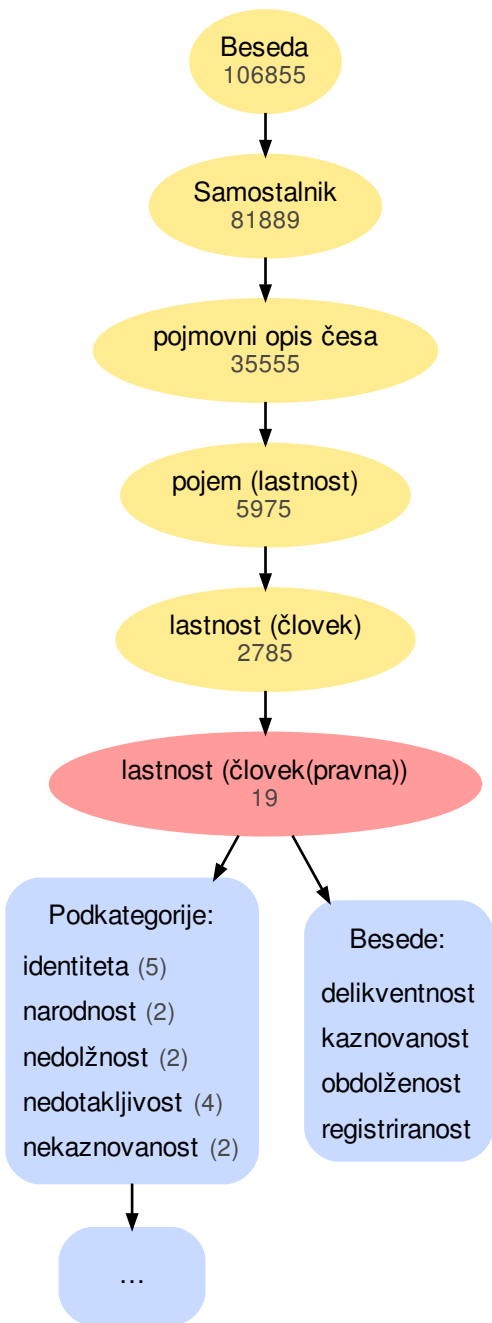 Beseda
106855
Samostalnik
81889
pojmovni opis česa
35555
pojem (lastnost)
5975
lastnost (človek)
2785
lastnost (človek(pravna))
19
Podkategorije:
identiteta (5)
narodnost (2)
nedolžnost (2)
nedotakljivost (4)
nekaznovanost (2)
Besede:
delikventnost
kaznovanost
obdolženost
registriranost
...